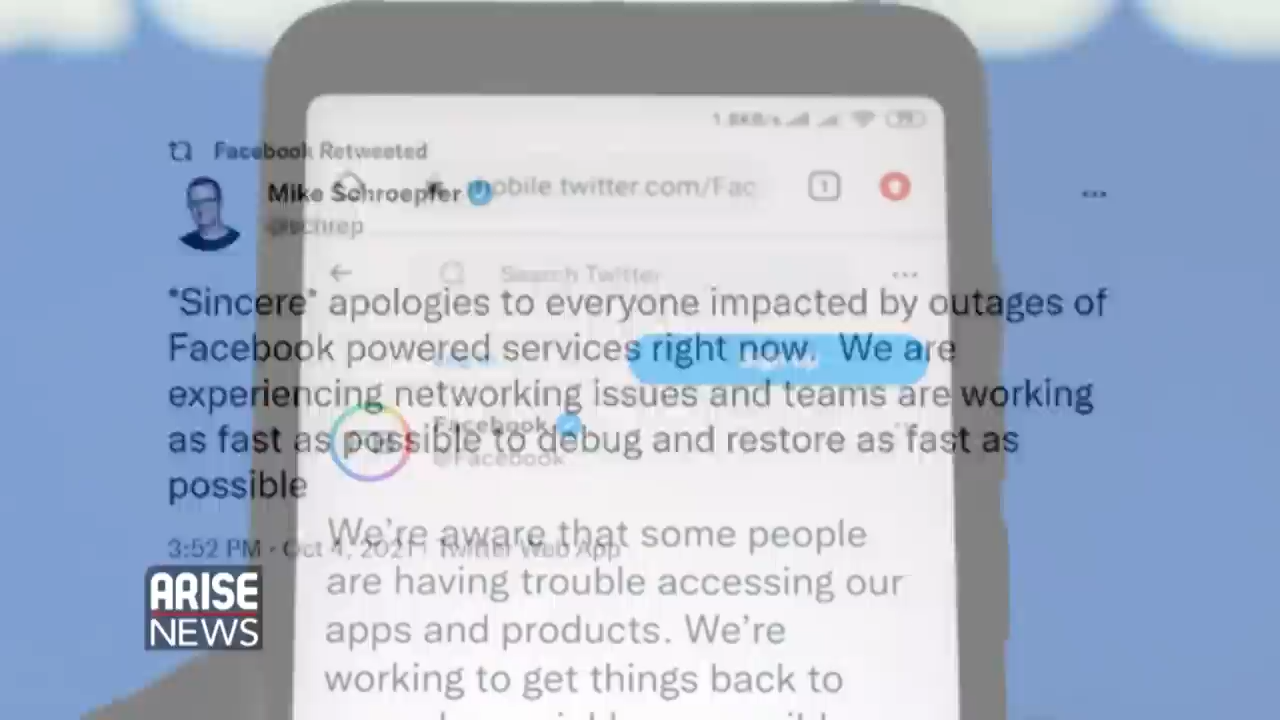 1.8KB/s
Facebook Retweeted
Mike Schroepfer
mobile.twitter.com/Fac
1
@schrep
Search Twitter
*Sincere* apologies to everyone impacted by outages of
Facebook powered services right now. We are
experiencing networking issues and teams are working
as fast as possible to debug and restore as fast as
possible
3:52 PM · Oct 4, 2021 · Twitter Web App
Facebook
@Facebook
We're aware that some people
are having trouble accessing our
apps and products. We're
working to get things back to
ARISE
NEWS